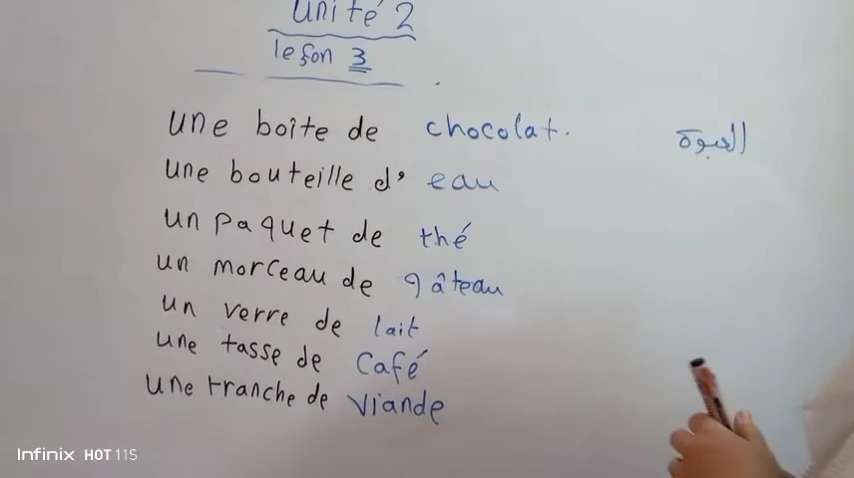 unité 2
leçon 3
une boîte de chocolat.
العبوة
une bouteille d'eau
un paquet de thé
un morceau de gâteau
un verre de lait
une tasse de Café
une tranche de viande
Infinix HOT 11S